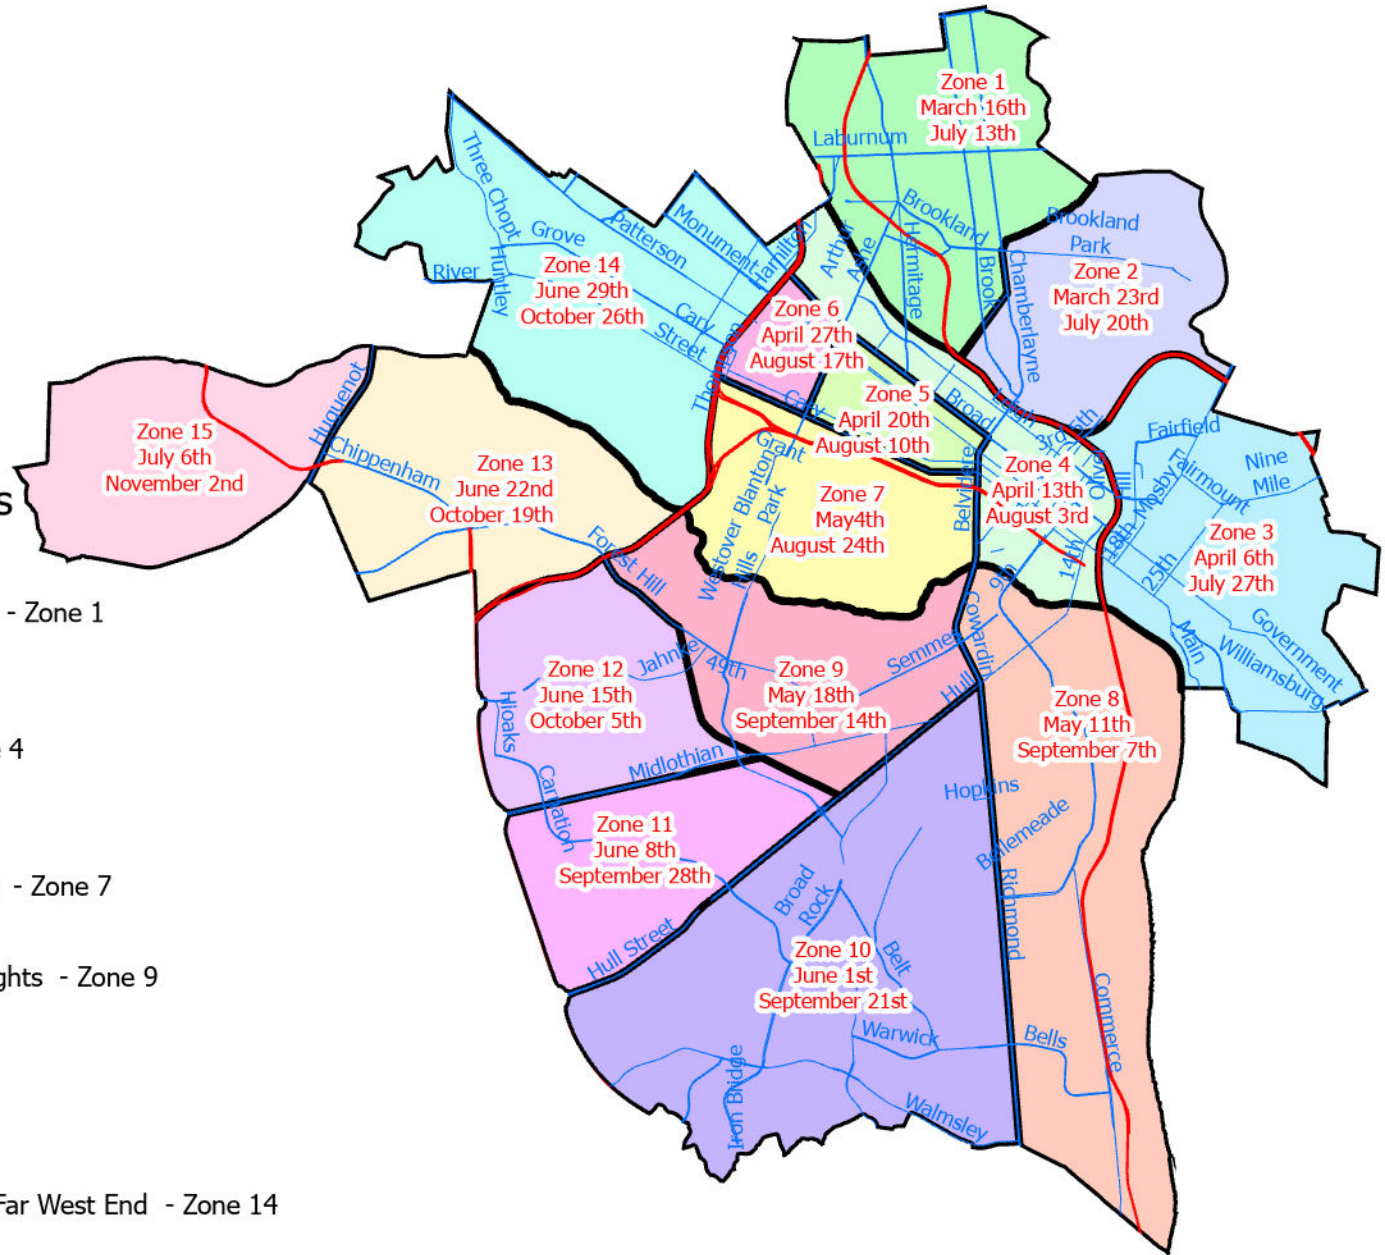 Zone 1
March 16th
July 13th
Laburnum
Brookland
Hermitage
Brook
Chamberlayne
Arthur
Ashe
Brookland
Park
Zone 2
March 23rd
July 20th
Three Chopt
Grove
Patterson
Monument
Hamilton
River
Huntley
Zone 14
June 29th
October 26th
Cary
Street
Thompson
Zone 6
April 27th
August 17th
Cary
Zone 5
April 20th
August 10th
Broad
Leigh
3rd
5th
Fairfield
Fairmount
Nine
Mile
Mosby
18th
25th
Zone 3
April 6th
July 27th
Government
Main
Williamsburg
Zone 4
April 13th
August 3rd
Belvidere
9th
14th
Huguenot
Zone 15
July 6th
November 2nd
Chippenham
Zone 13
June 22nd
October 19th
Grant
Westover
Hills
Blanton
Park
Zone 7
May4th
August 24th
Forest Hill
s
- Zone 1
4
- Zone 7
ghts - Zone 9
Far West End - Zone 14
Zone 12
June 15th
October 5th
Jahnke
49th
Hioaks
Carnation
Midlothian
Zone 9
May 18th
September 14th
Semmes
Hull
Cowardin
Zone 8
May 11th
September 7th
Zone 11
June 8th
September 28th
Hull Street
Hopkins
Bellemeade
Richmond
Broad
Rock
Belt
Zone 10
June 1st
September 21st
Warwick
Bells
Commerce
Iron Bridge
Walmsley